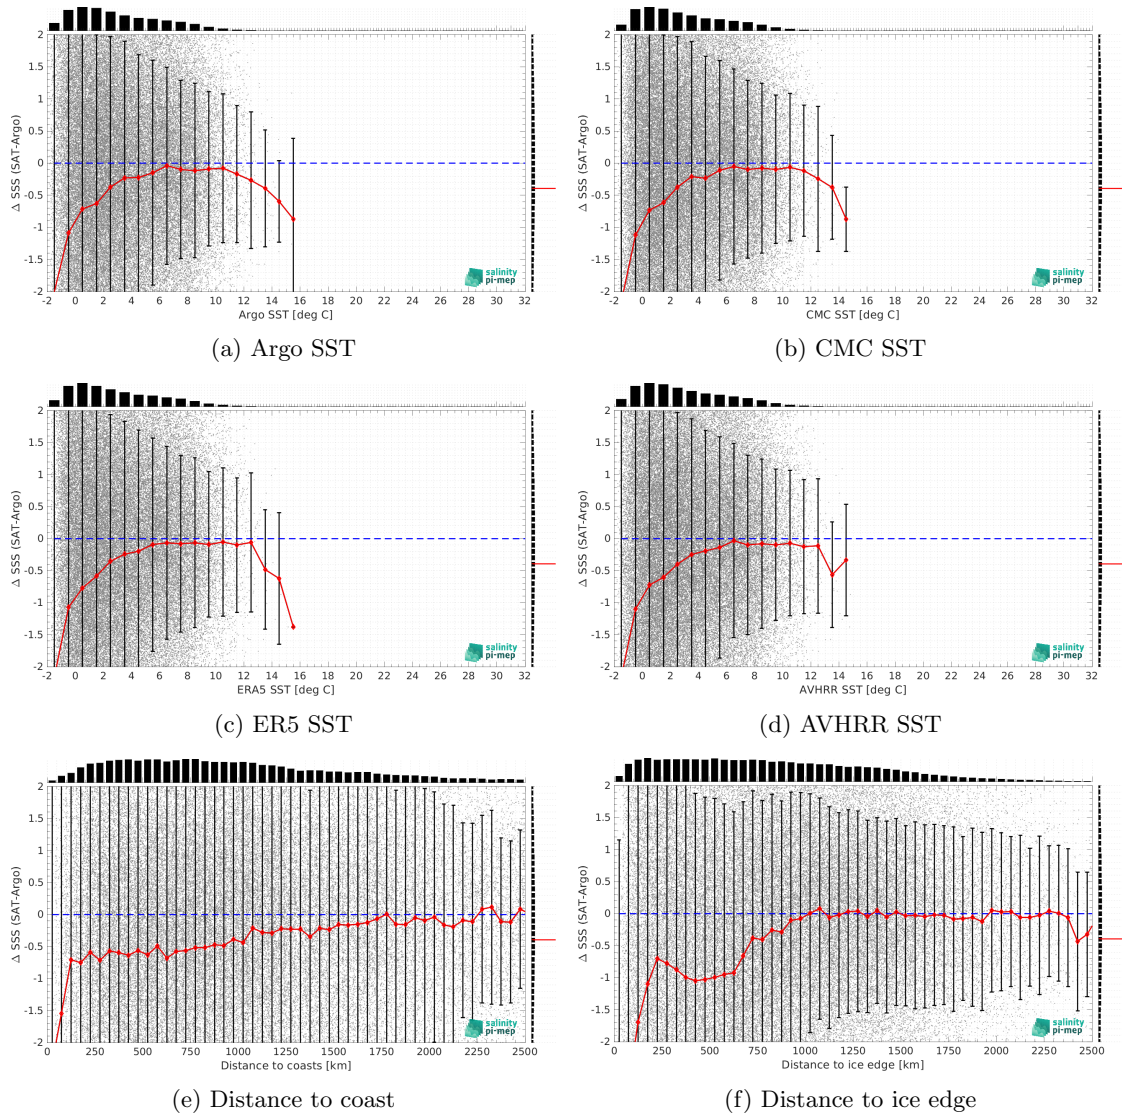 2
1.5
1
0.5
0
-0.5
-1
-1.5
-2
Δ SSS (SAT-Argo)
salinity
pi-mep
-2 0 2 4 6 8 10 12 14 16 18 20 22 24 26 28 30 32
Argo SST [deg C]
(a) Argo SST
2
1.5
1
0.5
0
-0.5
-1
-1.5
-2
Δ SSS (SAT-Argo)
salinity
pi-mep
-2 0 2 4 6 8 10 12 14 16 18 20 22 24 26 28 30 32
CMC SST [deg C]
(b) CMC SST
2
1.5
1
0.5
0
-0.5
-1
-1.5
-2
Δ SSS (SAT-Argo)
salinity
pi-mep
-2 0 2 4 6 8 10 12 14 16 18 20 22 24 26 28 30 32
ERA5 SST [deg C]
(c) ER5 SST
2
1.5
1
0.5
0
-0.5
-1
-1.5
-2
Δ SSS (SAT-Argo)
salinity
pi-mep
-2 0 2 4 6 8 10 12 14 16 18 20 22 24 26 28 30 32
AVHRR SST [deg C]
(d) AVHRR SST
2
1.5
1
0.5
0
-0.5
-1
-1.5
-2
Δ SSS (SAT-Argo)
salinity
pi-mep
0 250 500 750 1000 1250 1500 1750 2000 2250 2500
Distance to coasts [km]
(e) Distance to coast
2
1.5
1
0.5
0
-0.5
-1
-1.5
-2
Δ SSS (SAT-Argo)
salinity
pi-mep
0 250 500 750 1000 1250 1500 1750 2000 2250 2500
Distance to ice edge [km]
(f) Distance to ice edge